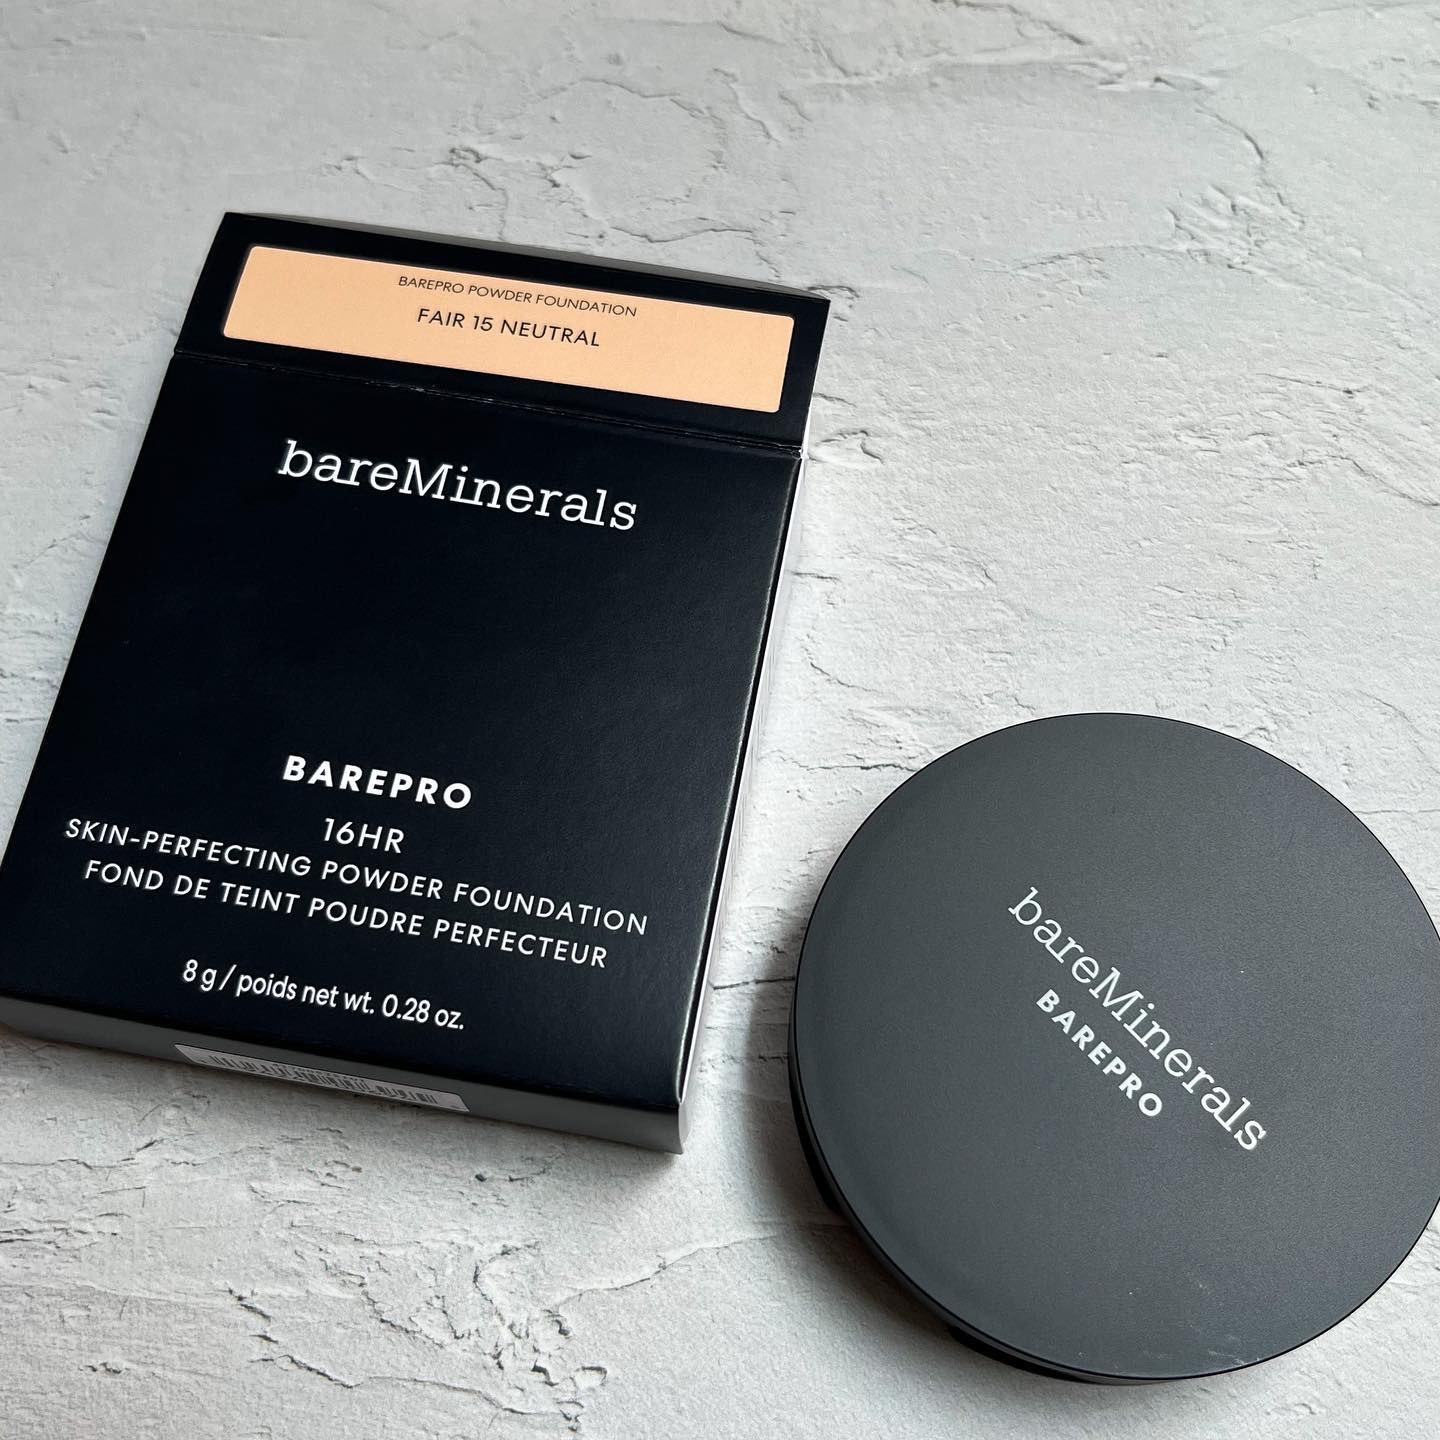 BAREPRO POWDER FOUNDATION
FAIR 15 NEUTRAL
bareMinerals
BAREPRO
16HR
SKIN-PERFECTING POWDER FOUNDATION
FOND DE TEINT POUDRE PERFECTEUR
8 g / poids net wt. 0.28 oz.
bareMinerals
BAREPRO